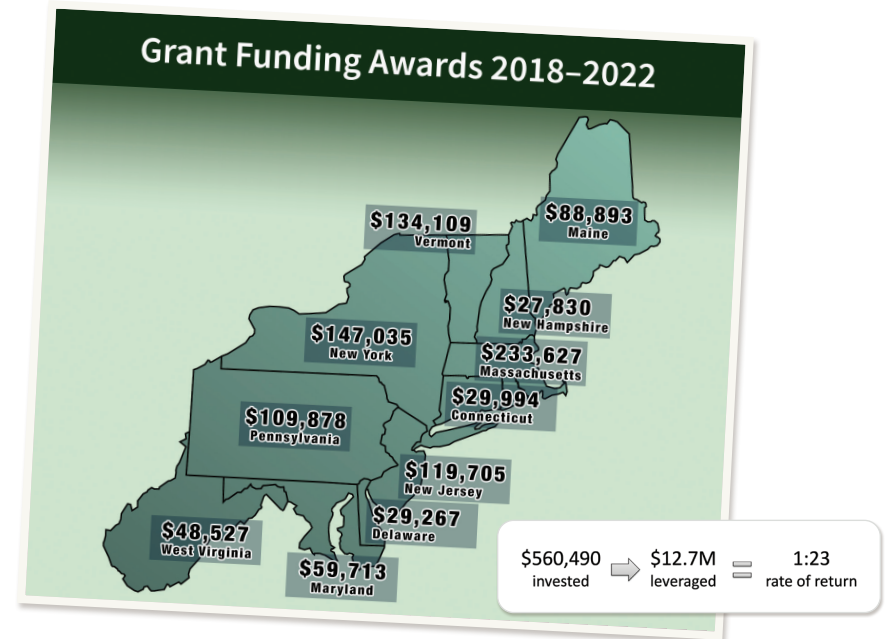 Grant Funding Awards 2018–2022
$88,893
Maine
$134,109
Vermont
$27,830
New Hampshire
$147,035
New York
$233,627
Massachusetts
$29,994
Connecticut
$109,878
Pennsylvania
$119,705
New Jersey
$29,267
Delaware
$48,527
West Virginia
$59,713
Maryland
$560,490
invested
$12.7M
leveraged
=
1:23
rate of return